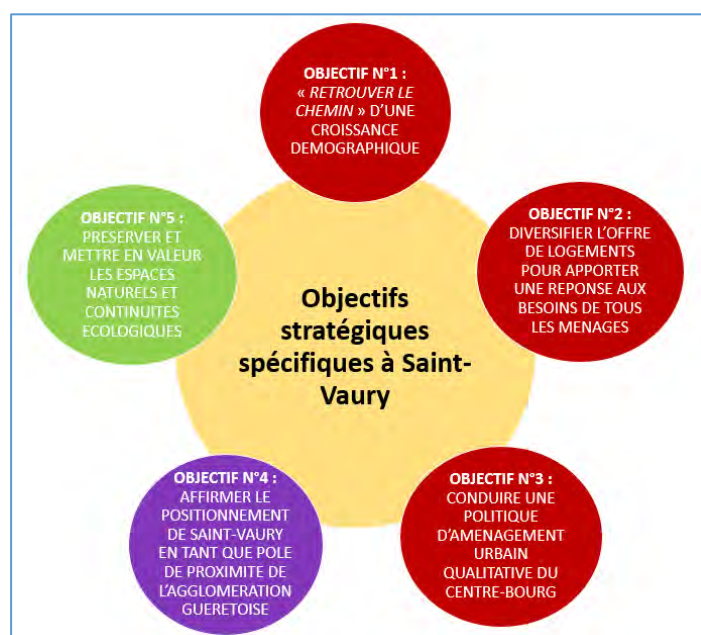 OBJECTIF N°1 :
« RETROUVER LE
CHEMIN » D'UNE
CROISSANCE
DEMOGRAPHIQUE
OBJECTIF N°2 :
DIVERSIFIER L'OFFRE
DE LOGEMENTS
POUR APPORTER
UNE REPONSE AUX
BESOINS DE TOUS
LES MENAGES
OBJECTIF N°3 :
CONDUIRE UNE
POLITIQUE
D'AMENAGEMENT
URBAIN
QUALITATIVE DU
CENTRE-BOURG
OBJECTIF N°4 :
AFFIRMER LE
POSITIONNEMENT
DE SAINT-VAURY
EN TANT QUE POLE
DE PROXIMITE DE
L'AGGLOMERATION
GUERETOISE
OBJECTIF N°5 :
PRESERVER ET
METTRE EN VALEUR
LES ESPACES
NATURELS ET
CONTINUITES
ECOLOGIQUES
Objectifs
stratégiques
spécifiques à Saint-
Vaury